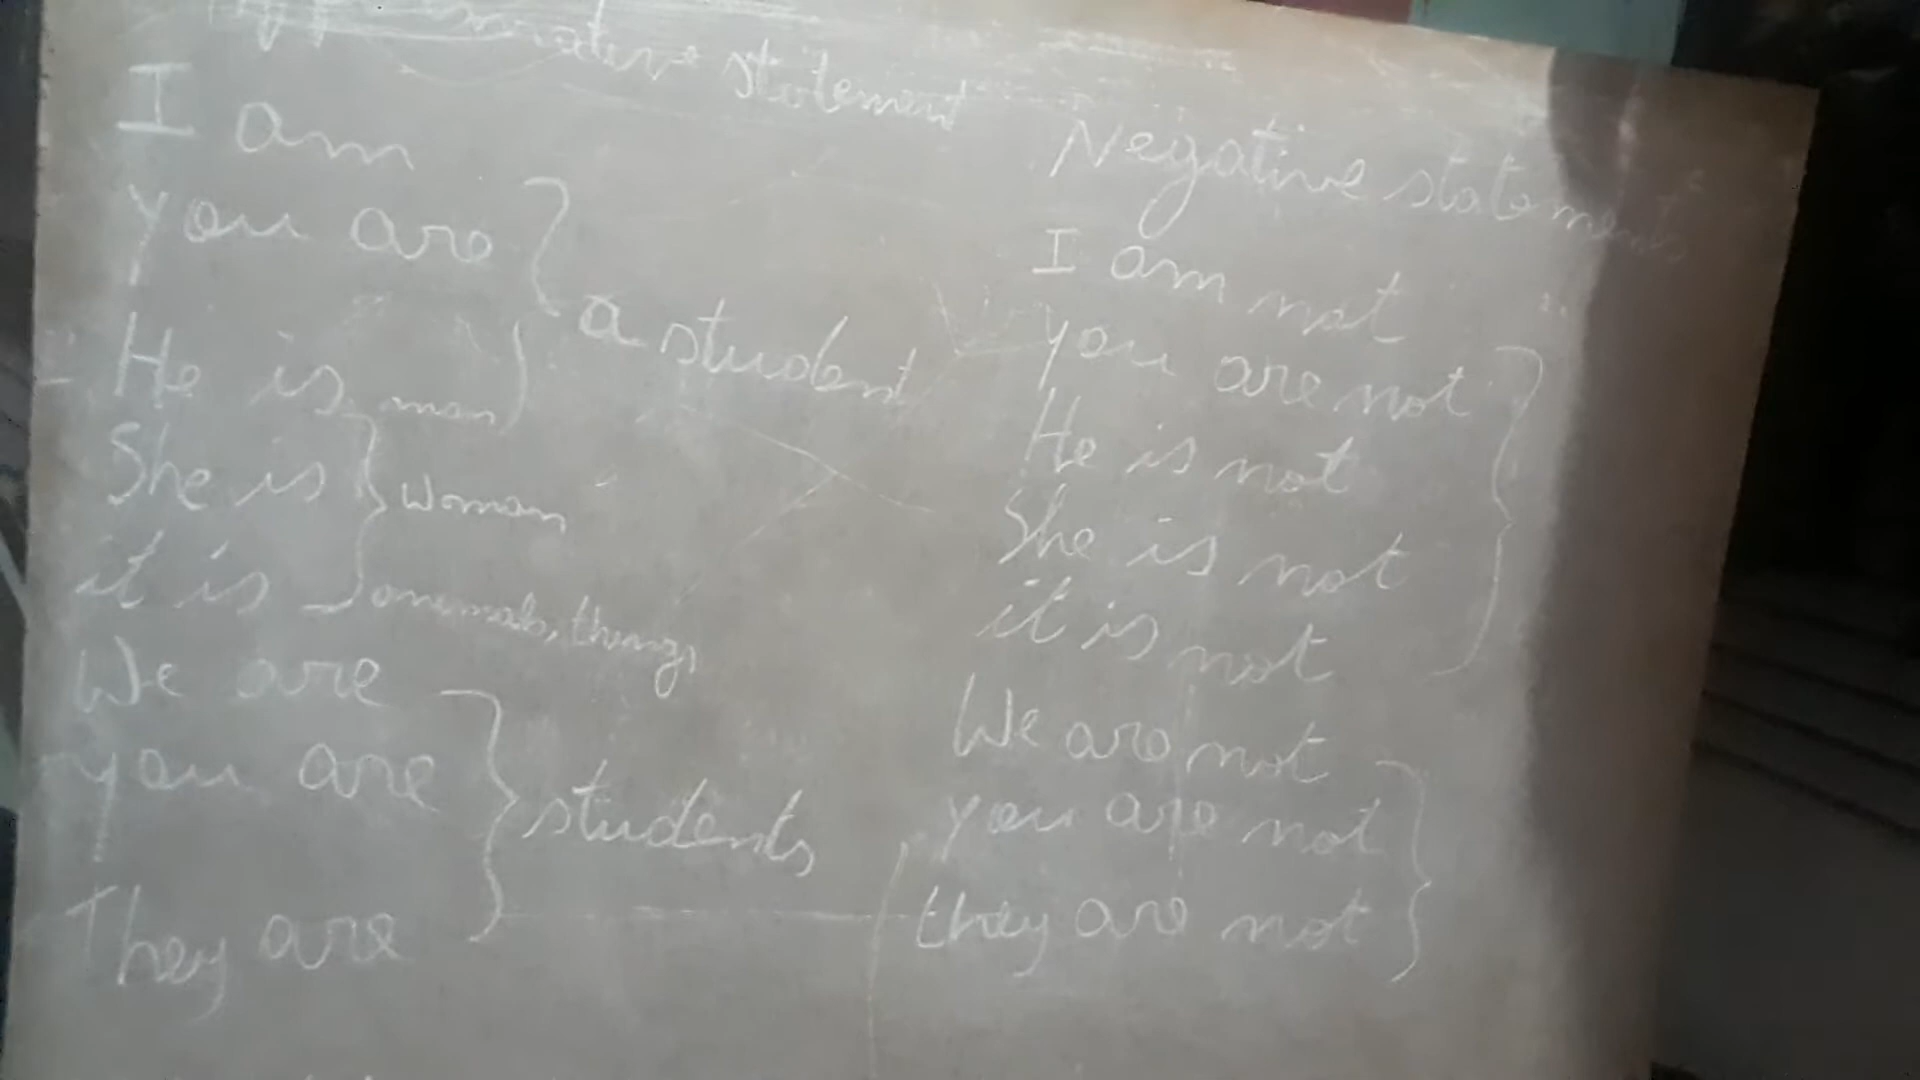 Affirmative statement
I am
you are
He is man
a student
She is
woman
it is
animals, things
We are
you are
students
They are
Negative statements
I am not
you are not
He is not
She is not
it is not
We are not
you are not
they are not